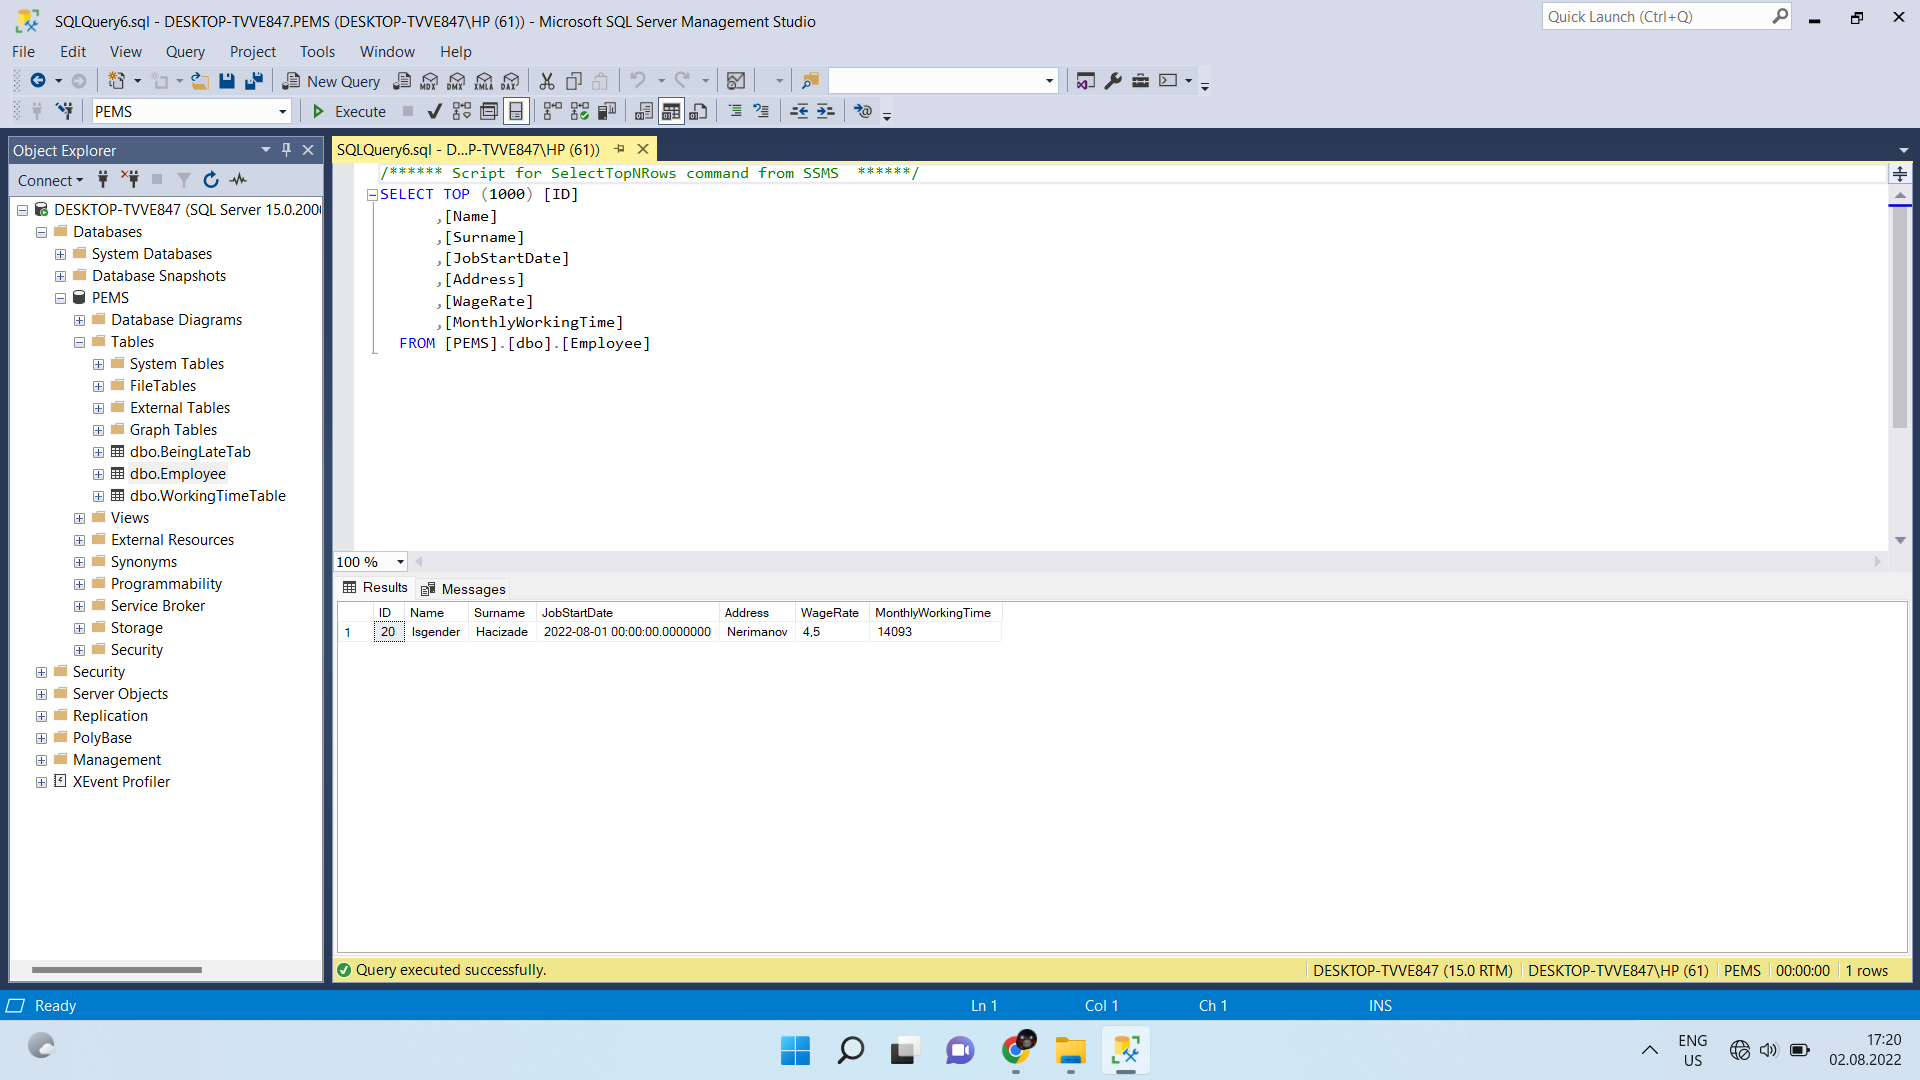 SQLQuery6.sql - DESKTOP-TVVE847.PEMS (DESKTOP-TVVE847\HP (61)) - Microsoft SQL Server Management Studio
Quick Launch (Ctrl+Q)
File Edit View Query Project Tools Window Help
New Query MDX DMX XMLA DAX
PEMS Execute
Object Explorer
Connect
DESKTOP-TVVE847 (SQL Server 15.0.200
Databases
System Databases
Database Snapshots
PEMS
Database Diagrams
Tables
System Tables
FileTables
External Tables
Graph Tables
dbo.BeingLateTab
dbo.Employee
dbo.WorkingTimeTable
Views
External Resources
Synonyms
Programmability
Service Broker
Storage
Security
Security
Server Objects
Replication
PolyBase
Management
XEvent Profiler
SQLQuery6.sql - D...P-TVVE847\HP (61))
/****** Script for SelectTopNRows command from SSMS  ******/
SELECT TOP (1000) [ID]
,[Name]
,[Surname]
,[JobStartDate]
,[Address]
,[WageRate]
,[MonthlyWorkingTime]
FROM [PEMS].[dbo].[Employee]
100 %
Results Messages
ID Name Surname JobStartDate Address WageRate MonthlyWorkingTime
1 20 Isgender Hacizade 2022-08-01 00:00:00.0000000 Nerimanov 4,5 14093
Query executed successfully. DESKTOP-TVVE847 (15.0 RTM) DESKTOP-TVVE847\HP (61) PEMS 00:00:00 1 rows
Ready Ln 1 Col 1 Ch 1 INS
ENG
US
17:20
02.08.2022